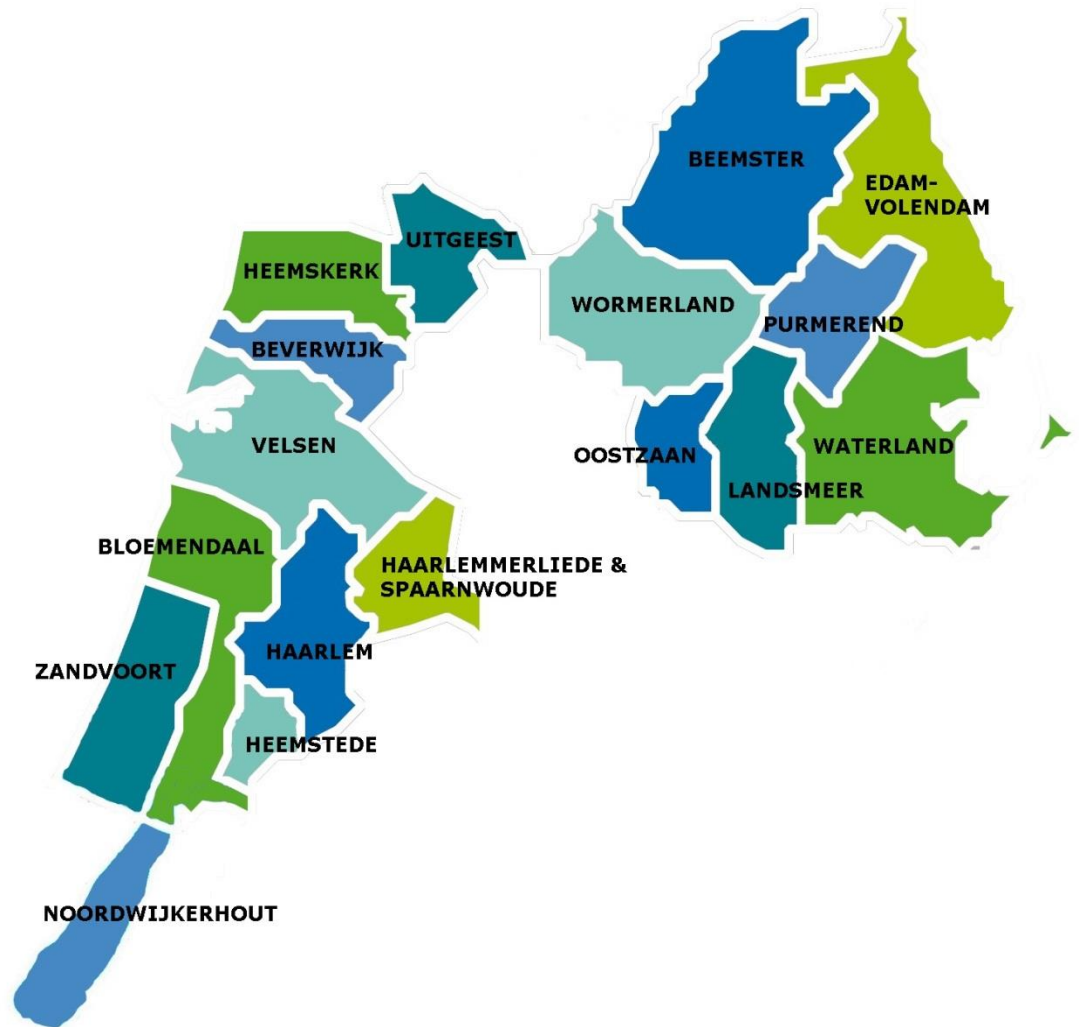 BEEMSTER
EDAM-
VOLENDAM
UITGEEST
HEEMSKERK
WORMERLAND
PURMEREND
BEVERWIJK
VELSEN
OOSTZAAN
WATERLAND
LANDSMEER
BLOEMENDAAL
HAARLEMMERLIEDE &
SPAARNWOUDE
HAARLEM
ZANDVOORT
HEEMSTEDE
NOORDWIJKERHOUT